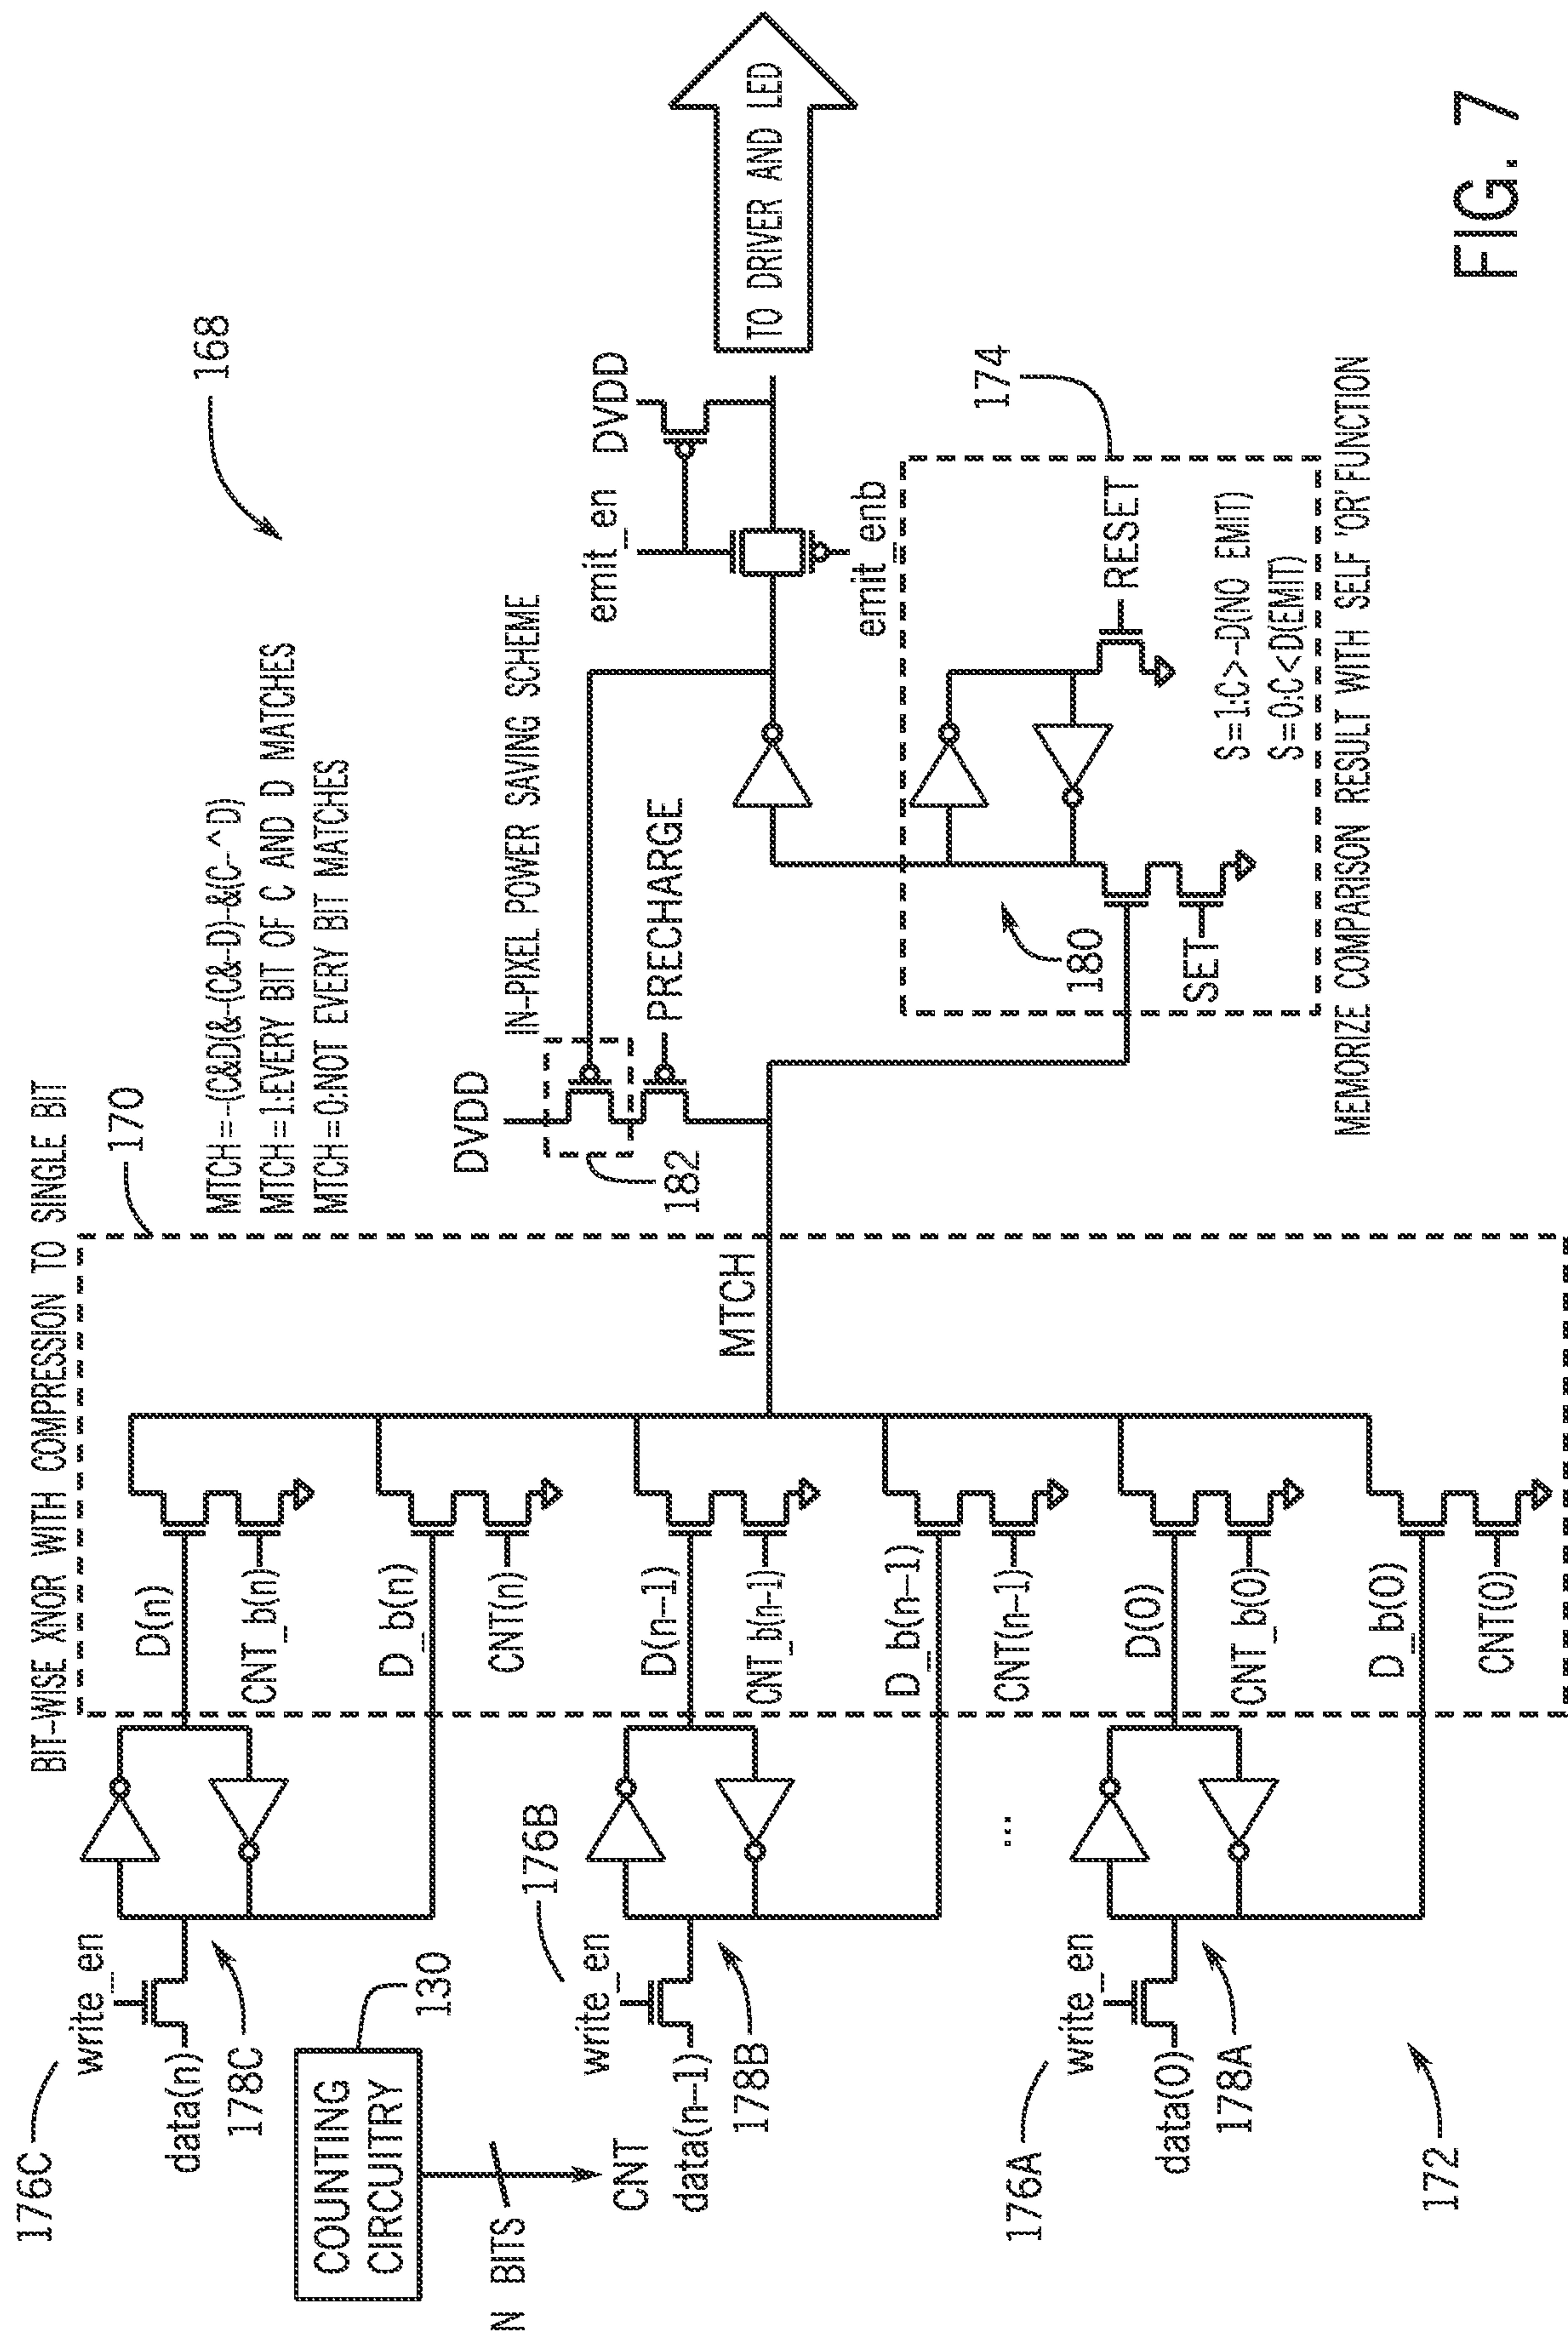 BIT-WISE XNOR WITH COMPRESSION TO SINGLE BIT
170
168
MTCH=~(C&D(&~(C&~D)~&(C~^D)
MTCH=1:EVERY BIT OF C AND D MATCHES
MTCH=0:NOT EVERY BIT MATCHES
176C
write_en
data(n)
178C
D(n)
CNT_b(n)
D_b(n)
CNT(n)
COUNTING
CIRCUITRY
130
N BITS
CNT
176B
write_en
data(n-1)
178B
D(n-1)
CNT_b(n-1)
D_b(n-1)
CNT(n-1)
...
176A
write_en
data(0)
178A
D(0)
CNT_b(0)
D_b(0)
CNT(0)
172
MTCH
DVDD
182
IN-PIXEL POWER SAVING SCHEME
PRECHARGE
emit_en
DVDD
emit_enb
TO DRIVER AND LED
174
180
SET
RESET
S=1:C>-D(NO EMIT)
S=0:C<D(EMIT)
MEMORIZE COMPARISON RESULT WITH SELF 'OR' FUNCTION
FIG. 7